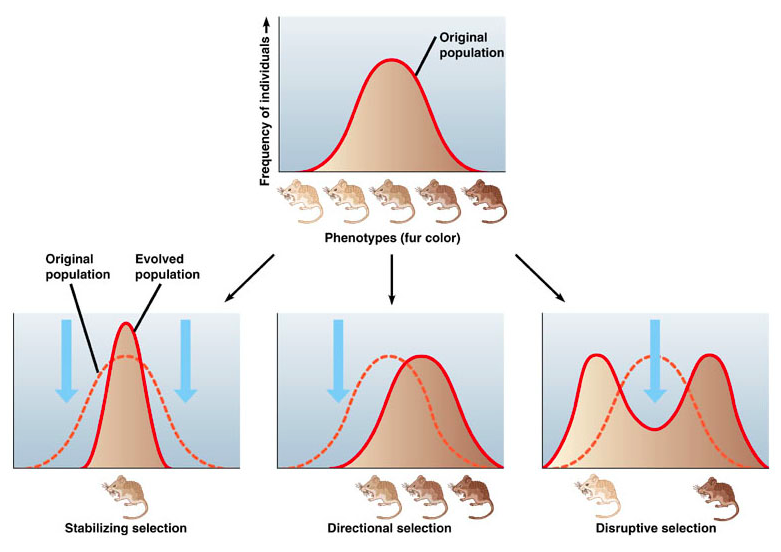 Frequency of individuals
Original
population
Phenotypes (fur color)
Original
population
Evolved
population
Stabilizing selection
Directional selection
Disruptive selection